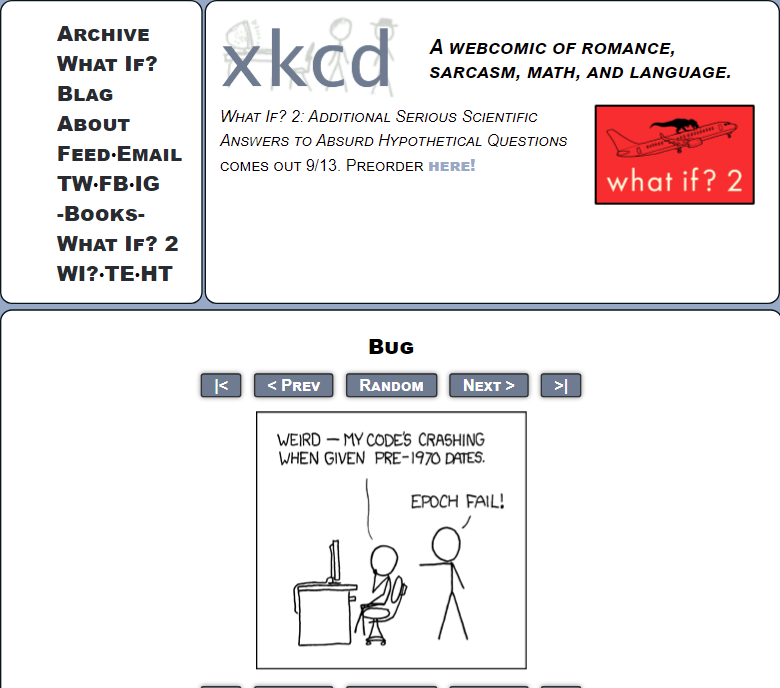 Archive
What If?
Blag
About
Feed·Email
TW·FB·IG
-Books-
What If? 2
WI?·TE·HT
xkcd
A webcomic of romance,
sarcasm, math, and language.
What If? 2: Additional Serious Scientific
Answers to Absurd Hypothetical Questions
comes out 9/13. Preorder here!
what if? 2
Bug
|< < Prev Random Next > >|
WEIRD — MY CODE'S CRASHING
WHEN GIVEN PRE-1970 DATES.
EPOCH FAIL!